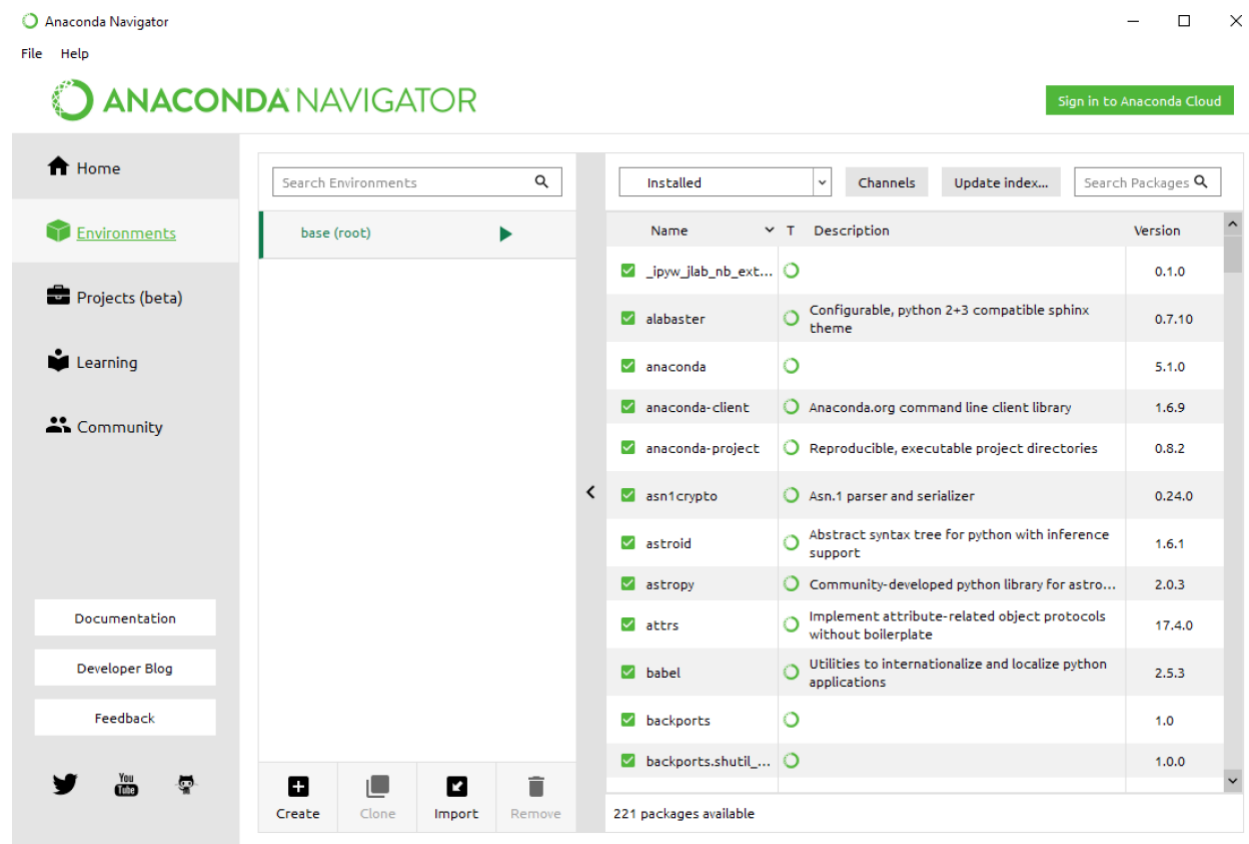 Anaconda Navigator
File Help
ANACONDA NAVIGATOR
Sign in to Anaconda Cloud
Home
Environments
Projects (beta)
Learning
Community
Documentation
Developer Blog
Feedback
You
Tube
Search Environments
base (root)
Create Clone Import Remove
Installed Channels Update index... Search Packages
Name T Description Version
_ipyw_jlab_nb_ext... 0.1.0
alabaster Configurable, python 2+3 compatible sphinx
theme 0.7.10
anaconda 5.1.0
anaconda-client Anaconda.org command line client library 1.6.9
anaconda-project Reproducible, executable project directories 0.8.2
asn1crypto Asn.1 parser and serializer 0.24.0
astroid Abstract syntax tree for python with inference
support 1.6.1
astropy Community-developed python library for astro... 2.0.3
attrs Implement attribute-related object protocols
without boilerplate 17.4.0
babel Utilities to internationalize and localize python
applications 2.5.3
backports 1.0
backports.shutil_... 1.0.0
221 packages available